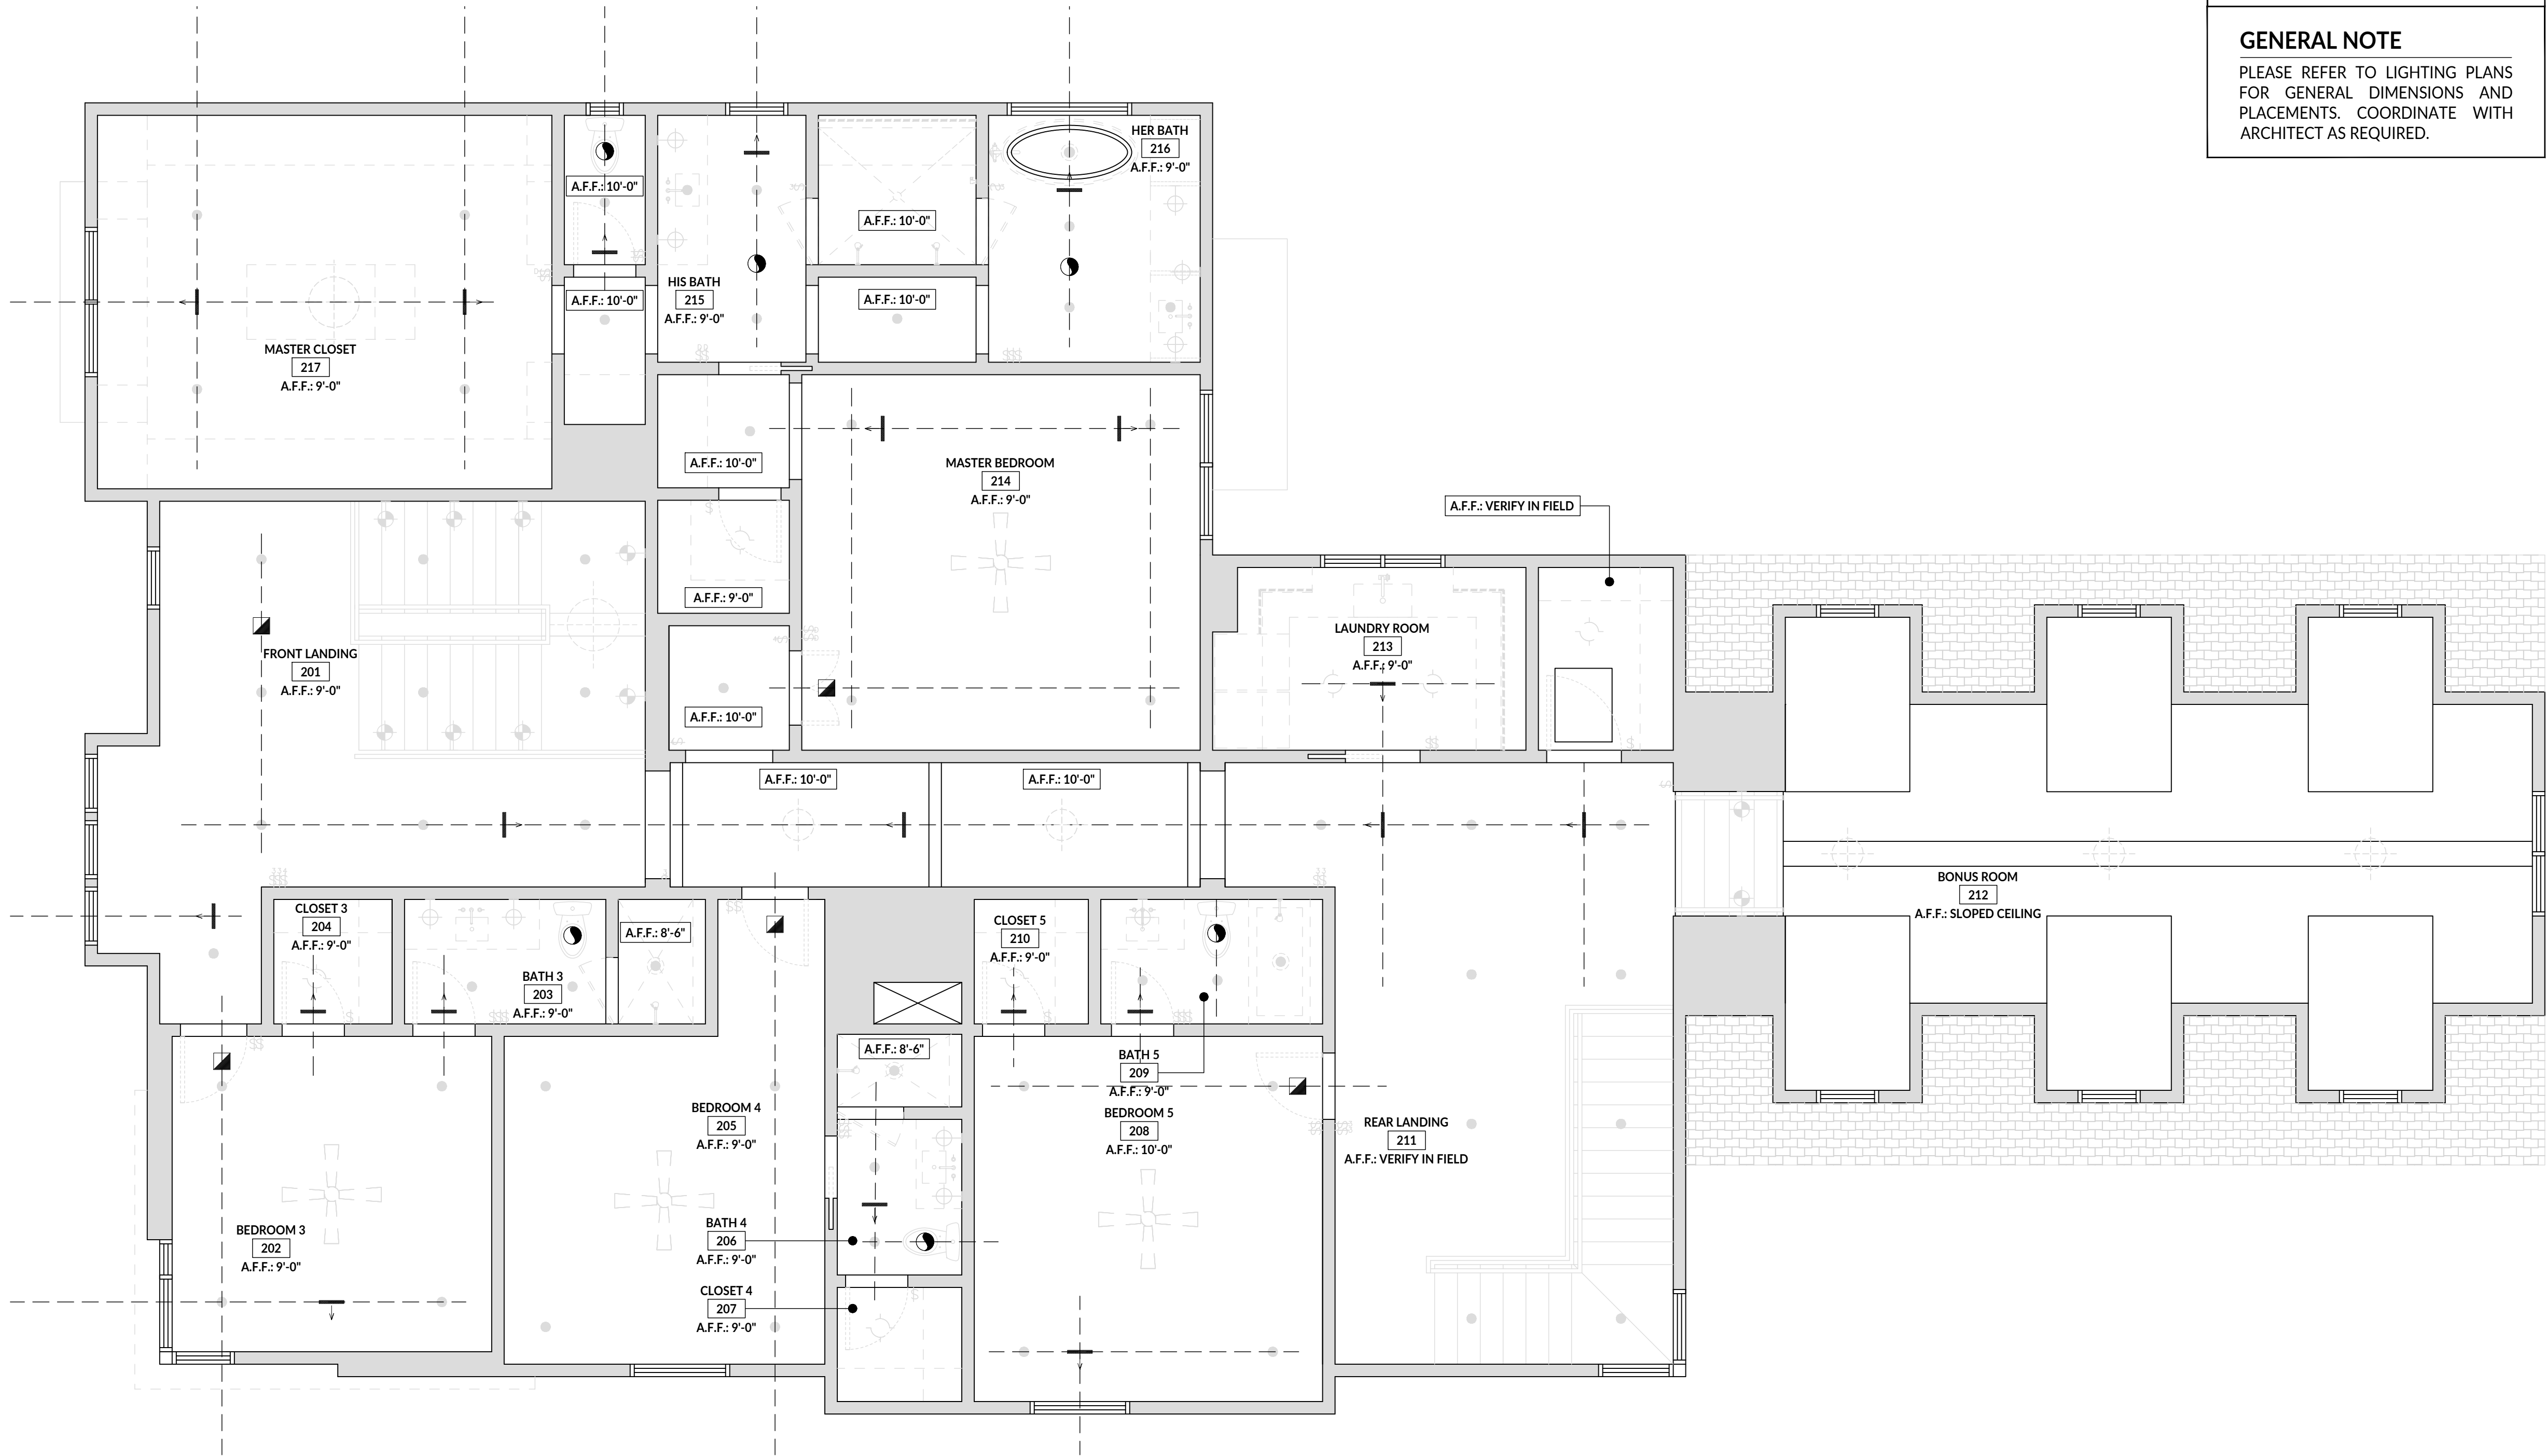 GENERAL NOTE
PLEASE REFER TO LIGHTING PLANS
FOR GENERAL DIMENSIONS AND
PLACEMENTS. COORDINATE WITH
ARCHITECT AS REQUIRED.
HER BATH
216
A.F.F.: 9'-0"
A.F.F.: 10'-0"
A.F.F.: 10'-0"
HIS BATH
215
A.F.F.: 9'-0"
A.F.F.: 10'-0"
A.F.F.: 10'-0"
MASTER CLOSET
217
A.F.F.: 9'-0"
A.F.F.: 10'-0"
MASTER BEDROOM
214
A.F.F.: 9'-0"
A.F.F.: VERIFY IN FIELD
A.F.F.: 9'-0"
LAUNDRY ROOM
213
A.F.F.: 9'-0"
FRONT LANDING
201
A.F.F.: 9'-0"
A.F.F.: 10'-0"
A.F.F.: 10'-0"
A.F.F.: 10'-0"
BONUS ROOM
212
A.F.F.: SLOPED CEILING
CLOSET 3
204
A.F.F.: 9'-0"
A.F.F.: 8'-6"
CLOSET 5
210
A.F.F.: 9'-0"
BATH 3
203
A.F.F.: 9'-0"
A.F.F.: 8'-6"
BATH 5
209
A.F.F.: 9'-0"
BEDROOM 4
205
A.F.F.: 9'-0"
BEDROOM 5
208
A.F.F.: 10'-0"
REAR LANDING
211
A.F.F.: VERIFY IN FIELD
BEDROOM 3
202
A.F.F.: 9'-0"
BATH 4
206
A.F.F.: 9'-0"
CLOSET 4
207
A.F.F.: 9'-0"